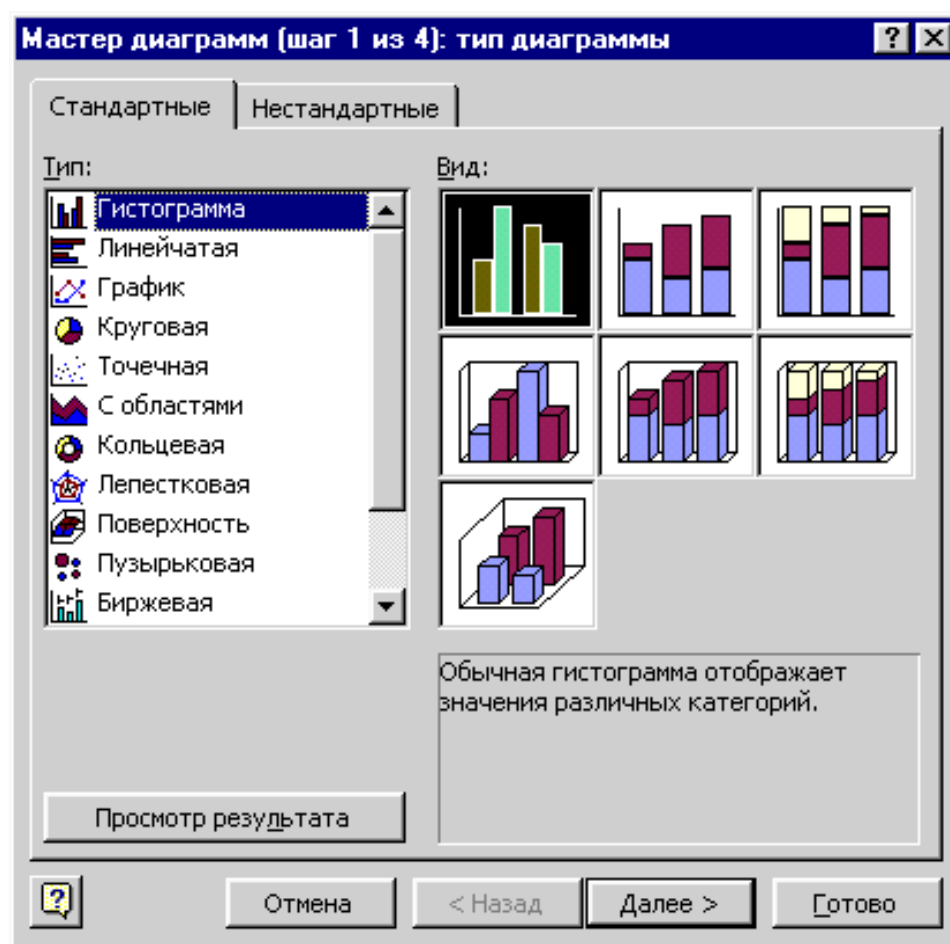 Мастер диаграмм (шаг 1 из 4): тип диаграммы
Стандартные
Нестандартные
Тип:
Гистограмма
Линейчатая
График
Круговая
Точечная
С областями
Кольцевая
Лепестковая
Поверхность
Пузырьковая
Биржевая
Вид:
Обычная гистограмма отображает
значения различных категорий.
Просмотр результата
Отмена
< Назад
Далее >
Готово